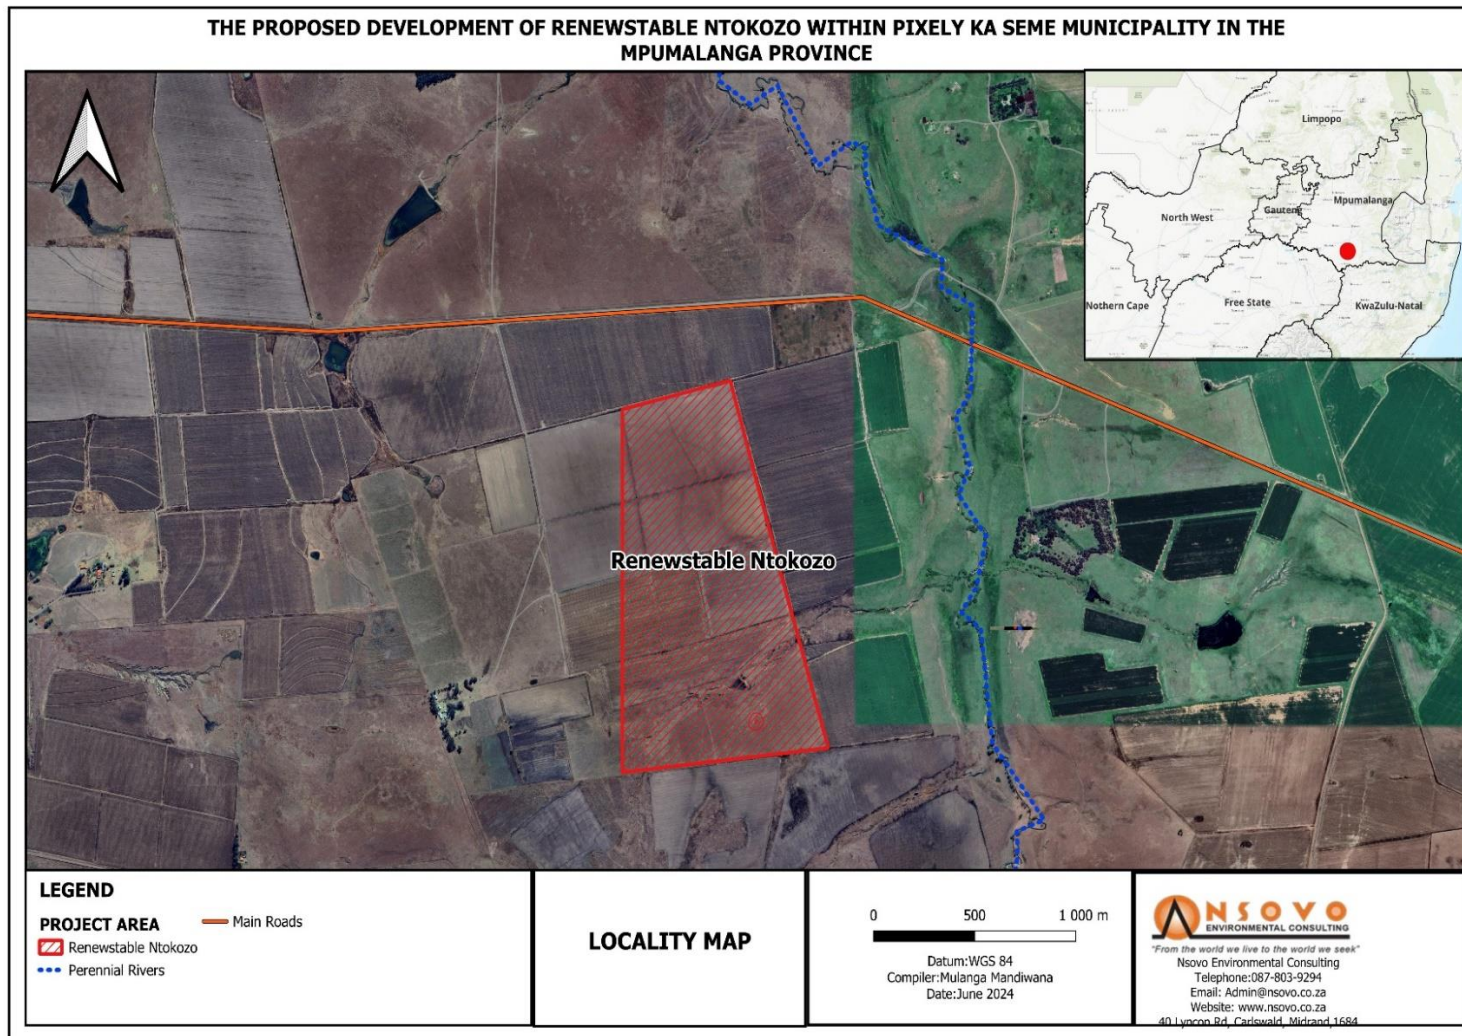 THE PROPOSED DEVELOPMENT OF RENEWSTABLE NTOKOZO WITHIN PIXELY KA SEME MUNICIPALITY IN THE
MPUMALANGA PROVINCE
Limpopo
Mpumalanga
Gauteng
North West
Nothern Cape
Free State
KwaZulu-Natal
Renewstable Ntokozo
LEGEND
PROJECT AREA
Main Roads
Renewstable Ntokozo
Perennial Rivers
LOCALITY MAP
0 500 1 000 m
Datum:WGS 84
Compiler:Mulanga Mandiwana
Date:June 2024
NSOVO
ENVIRONMENTAL CONSULTING
"From the world we live to the world we seek"
Nsovo Environmental Consulting
Telephone:087-803-9294
Email: Admin@nsovo.co.za
Website: www.nsovo.co.za
40 Lyncon Rd, Carlswald, Midrand 1684